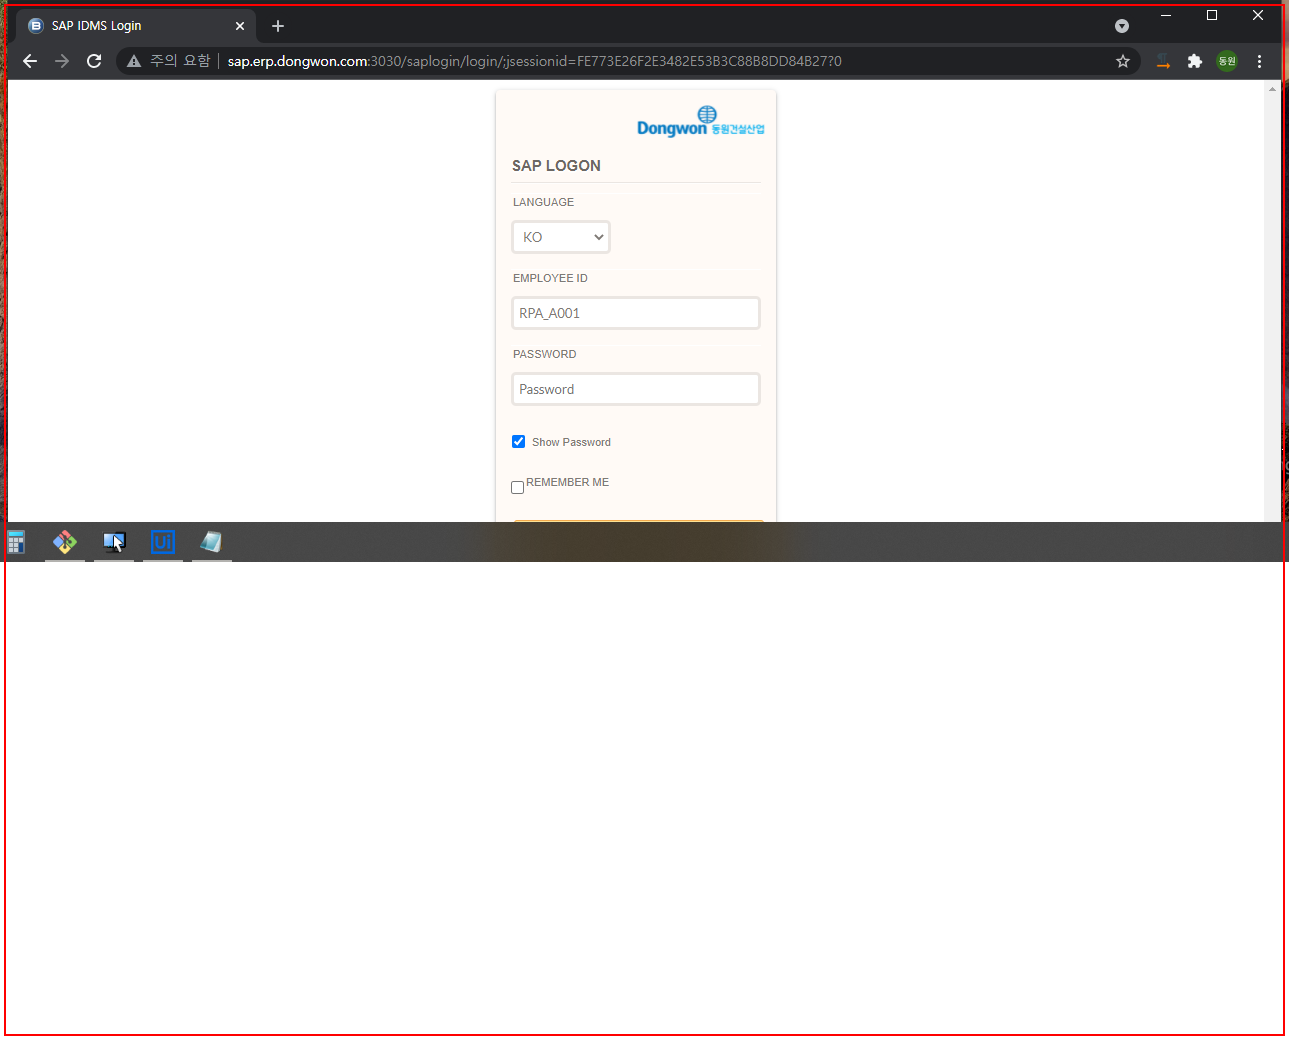 SAP IDMS Login
주의 요함 sap.erp.dongwon.com:3030/saplogin/login/;jsessionid=FE773E26F2E3482E53B3C88B8DD84B27?0
동원
Dongwon 동원건설산업
SAP LOGON
LANGUAGE
KO
EMPLOYEE ID
RPA_A001
PASSWORD
Password
Show Password
REMEMBER ME
Ui